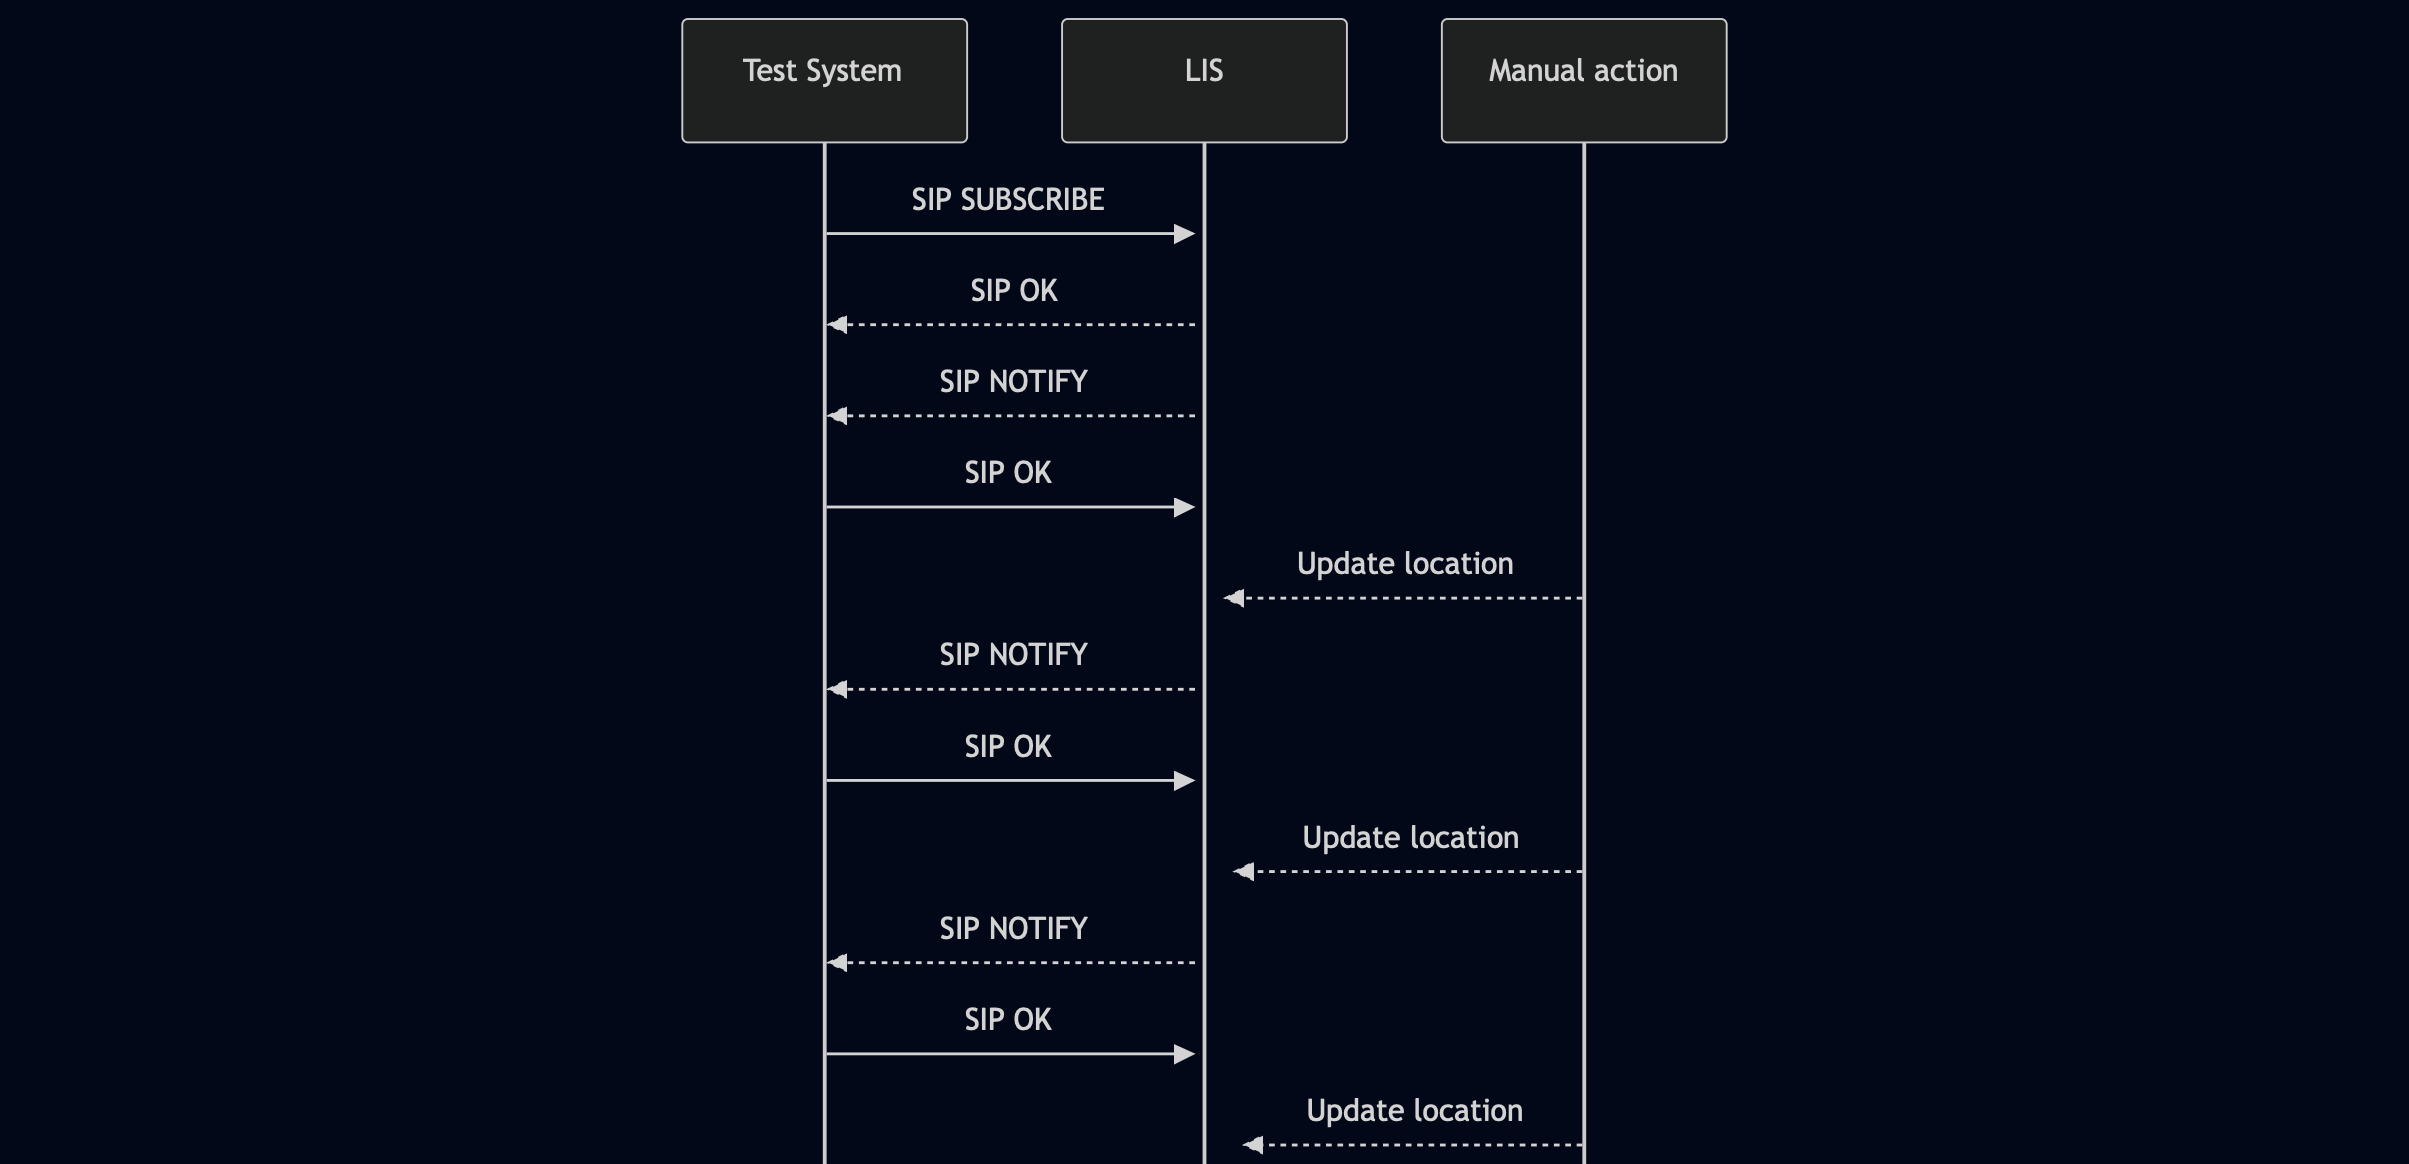 Test System
LIS
Manual action
SIP SUBSCRIBE
SIP OK
SIP NOTIFY
SIP OK
Update location
SIP NOTIFY
SIP OK
Update location
SIP NOTIFY
SIP OK
Update location